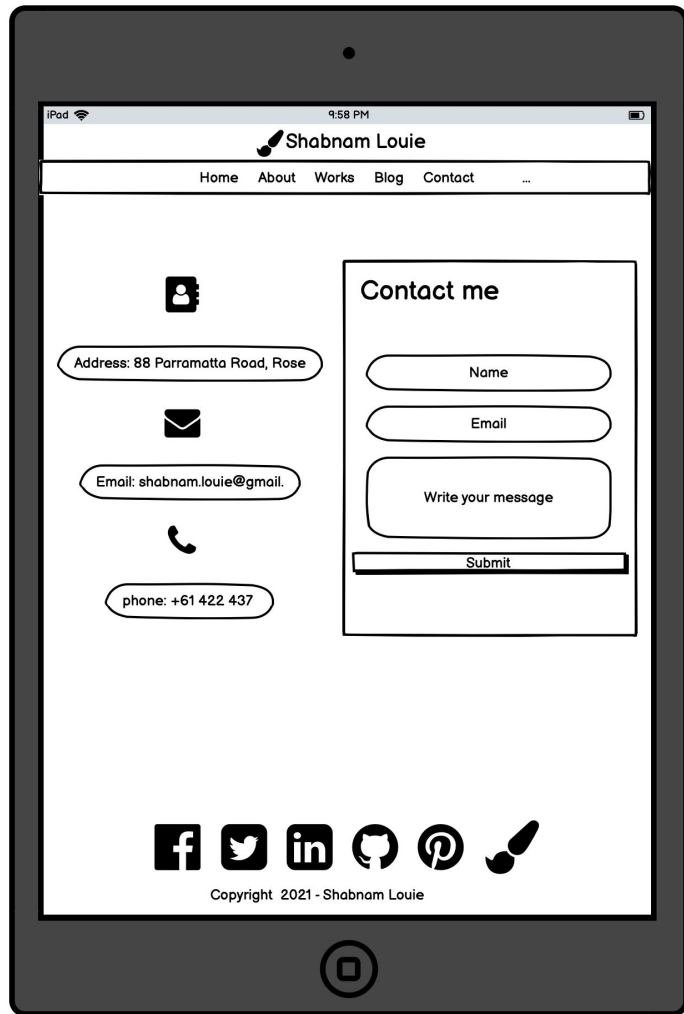 iPad 9:58 PM
Shabnam Louie
Home About Works Blog Contact ...
Address: 88 Parramatta Road, Rose
Email: shabnam.louie@gmail.
phone: +61 422 437
Contact me
Name
Email
Write your message
Submit
Copyright 2021 - Shabnam Louie